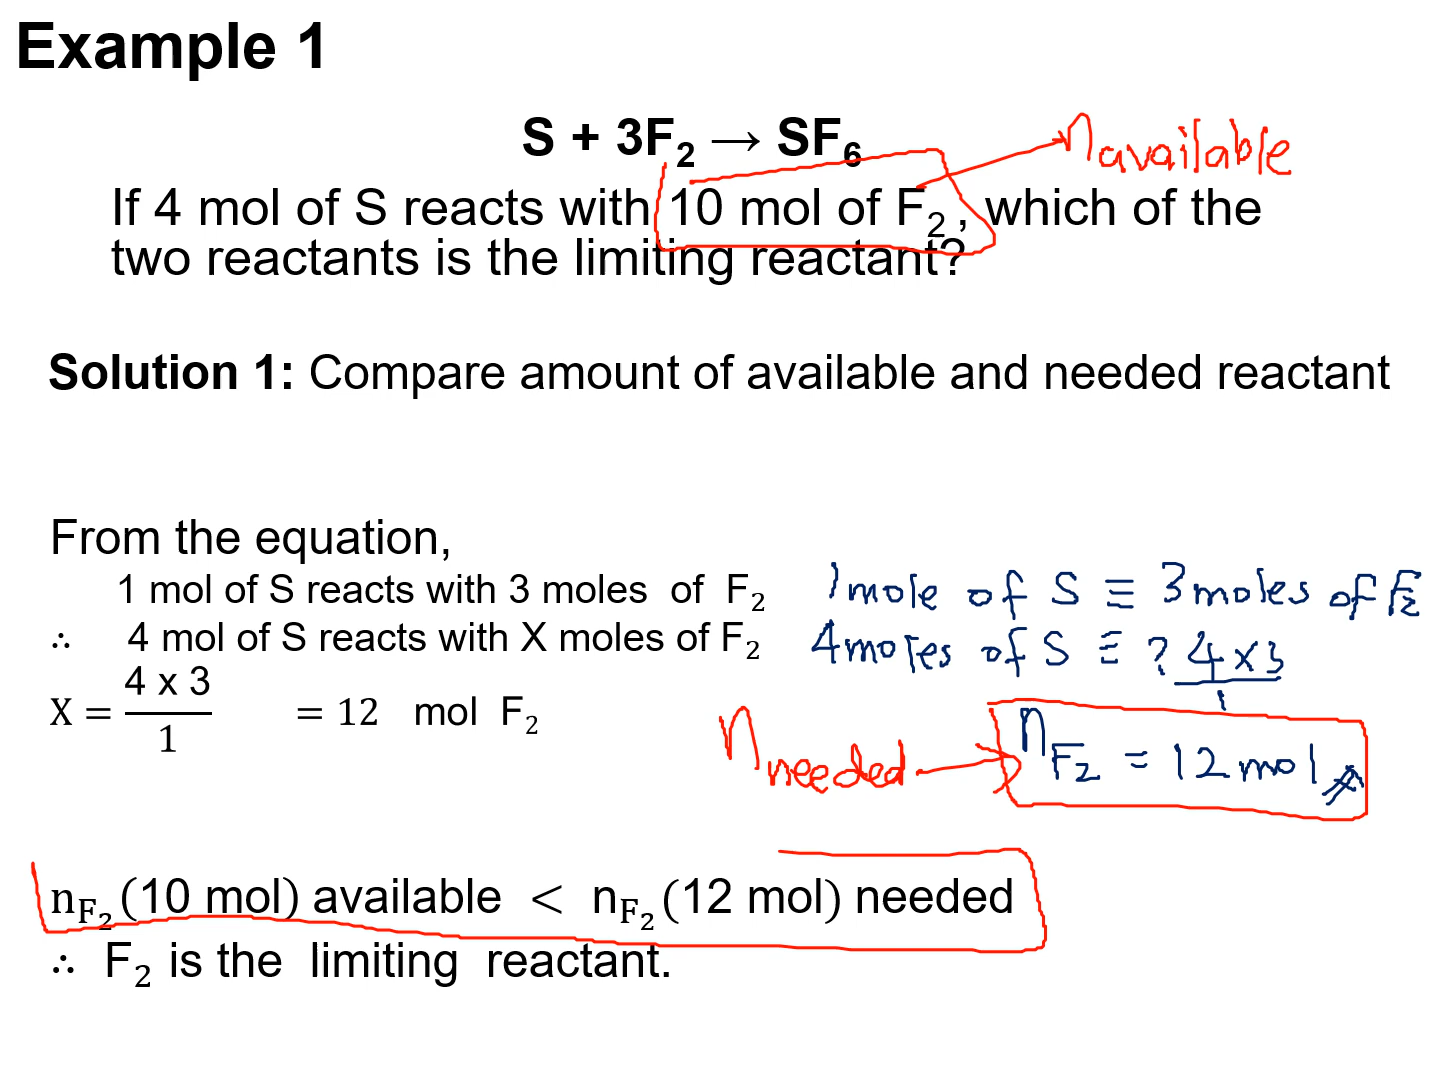 Example 1
S + 3F₂ → SF₆
n available
If 4 mol of S reacts with 10 mol of F₂ , which of the
two reactants is the limiting reactant?
Solution 1: Compare amount of available and needed reactant
From the equation,
1 mol of S reacts with 3 moles of F₂
∴ 4 mol of S reacts with X moles of F₂
X = 4 x 3 / 1 = 12 mol F₂
1 mole of S ≡ 3 moles of F₂
4 moles of S ≡ ? 4 x 3 / 1
n needed
n F₂ = 12 mol
n F₂ (10 mol) available < n F₂ (12 mol) needed
∴ F₂ is the limiting reactant.